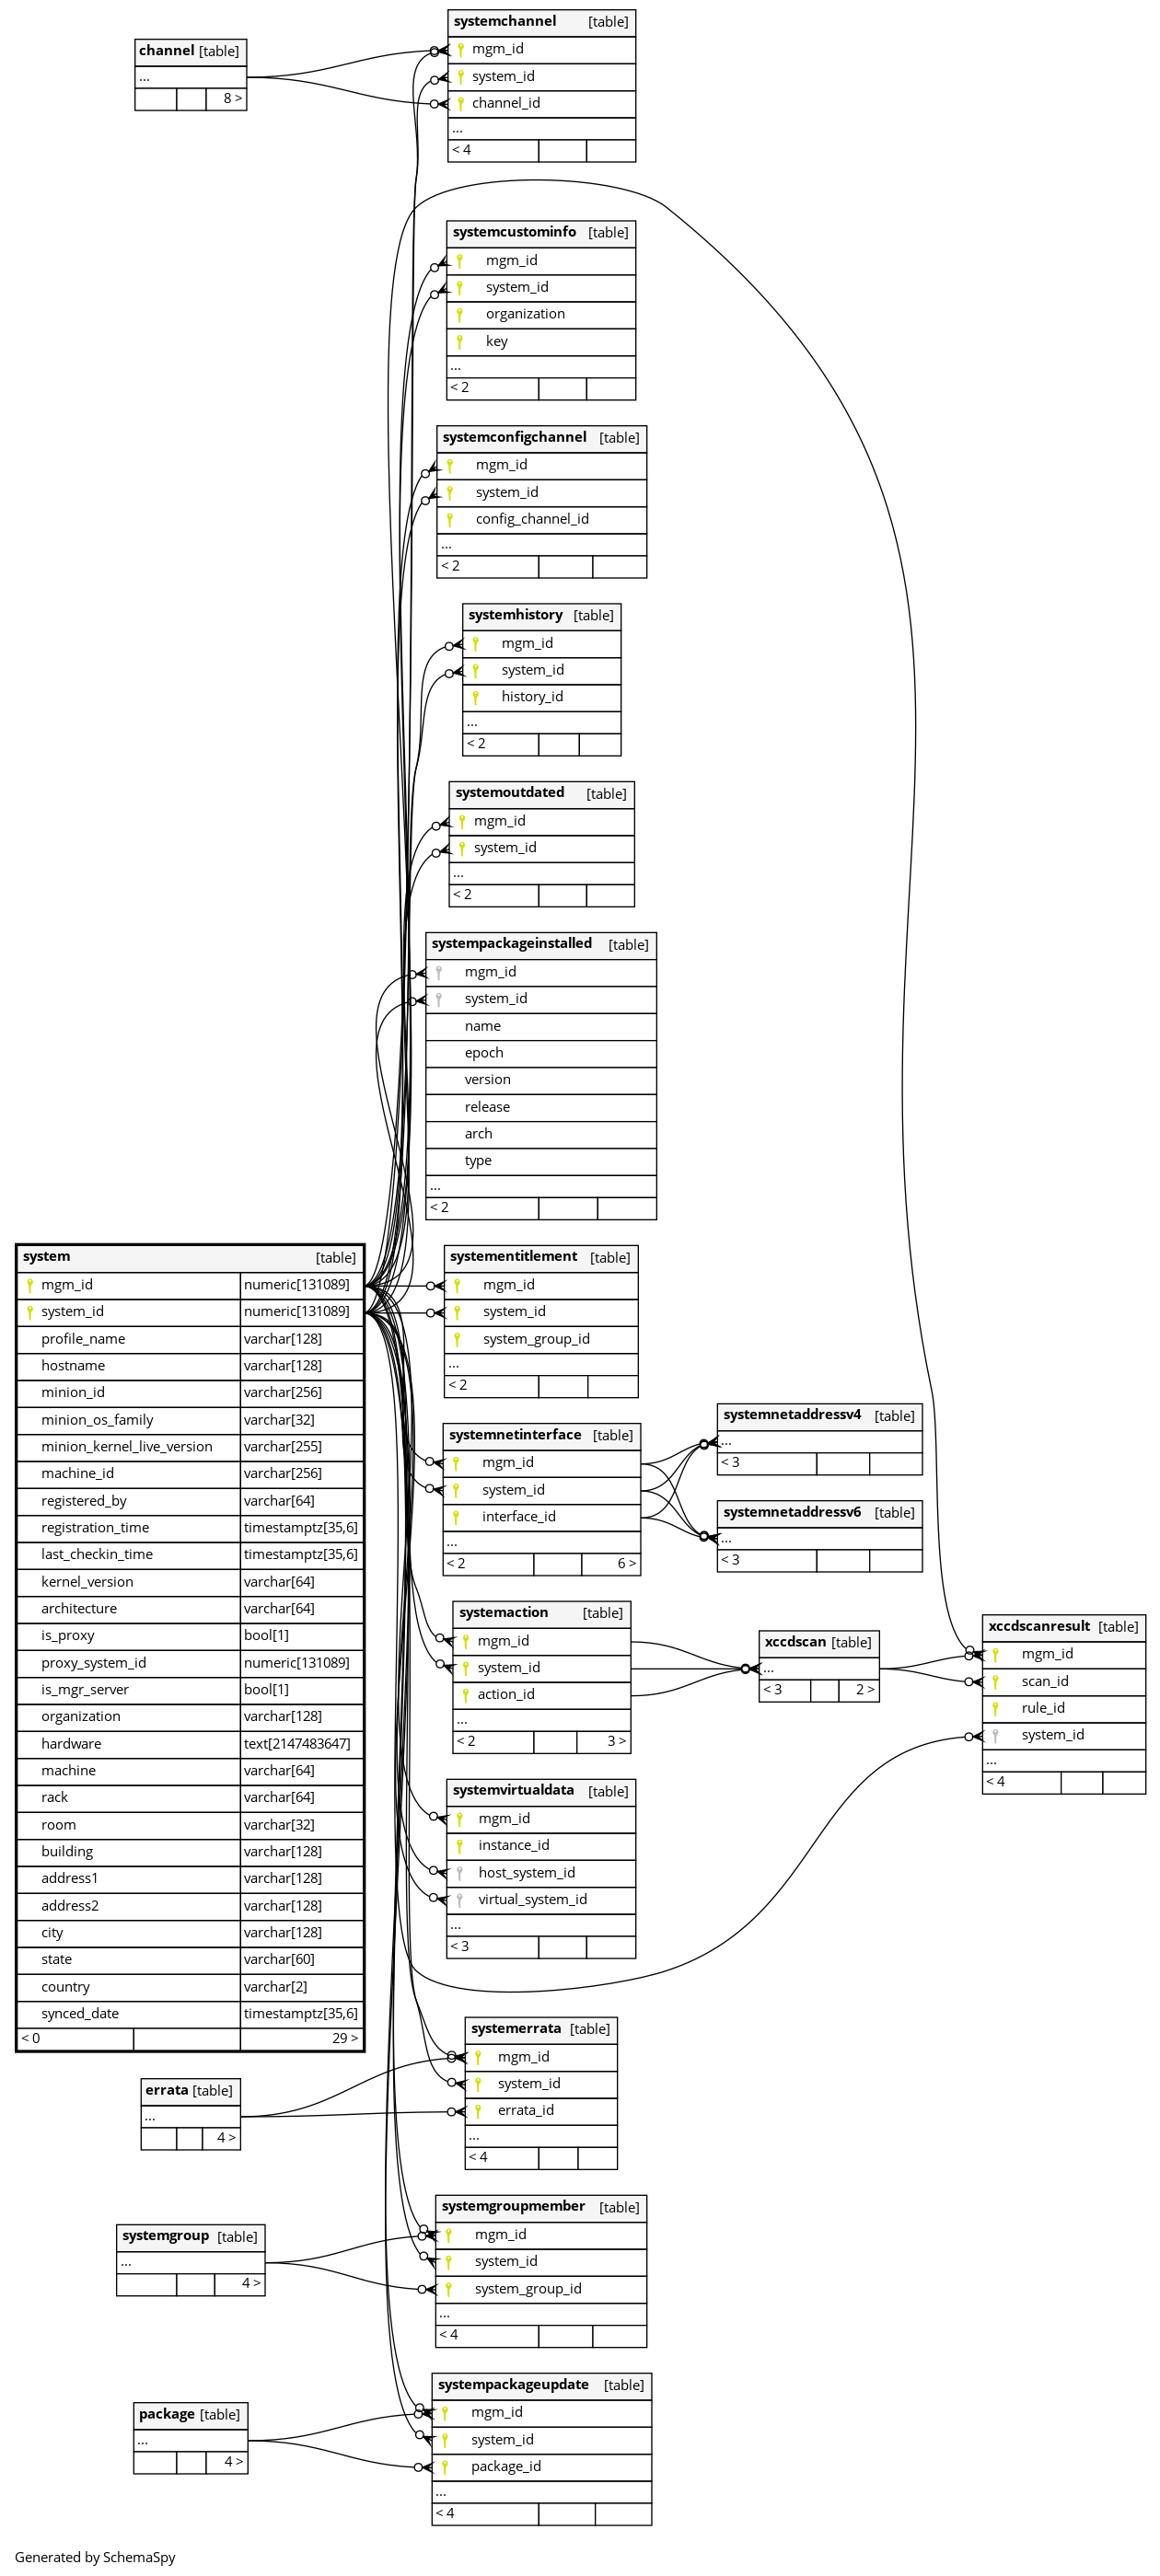 systemchannel [table]
mgm_id
system_id
channel_id
...
< 4
channel [table]
...
8 >
systemcustominfo [table]
mgm_id
system_id
organization
key
...
< 2
systemconfigchannel [table]
mgm_id
system_id
config_channel_id
...
< 2
systemhistory [table]
mgm_id
system_id
history_id
...
< 2
systemoutdated [table]
mgm_id
system_id
...
< 2
systempackageinstalled [table]
mgm_id
system_id
name
epoch
version
release
arch
type
...
< 2
system [table]
mgm_id numeric[131089]
system_id numeric[131089]
profile_name varchar[128]
hostname varchar[128]
minion_id varchar[256]
minion_os_family varchar[32]
minion_kernel_live_version varchar[255]
machine_id varchar[256]
registered_by varchar[64]
registration_time timestamptz[35,6]
last_checkin_time timestamptz[35,6]
kernel_version varchar[64]
architecture varchar[64]
is_proxy bool[1]
proxy_system_id numeric[131089]
is_mgr_server bool[1]
organization varchar[128]
hardware text[2147483647]
machine varchar[64]
rack varchar[64]
room varchar[32]
building varchar[128]
address1 varchar[128]
address2 varchar[128]
city varchar[128]
state varchar[60]
country varchar[2]
synced_date timestamptz[35,6]
< 0 29 >
systementitlement [table]
mgm_id
system_id
system_group_id
...
< 2
systemnetinterface [table]
mgm_id
system_id
interface_id
...
< 2 6 >
systemnetaddressv4 [table]
...
< 3
systemnetaddressv6 [table]
...
< 3
systemaction [table]
mgm_id
system_id
action_id
...
< 2 3 >
xccdscan [table]
...
< 3 2 >
xccdscanresult [table]
mgm_id
scan_id
rule_id
system_id
...
< 4
systemvirtualdata [table]
mgm_id
instance_id
host_system_id
virtual_system_id
...
< 3
systemerrata [table]
mgm_id
system_id
errata_id
...
< 4
errata [table]
...
4 >
systemgroupmember [table]
mgm_id
system_id
system_group_id
...
< 4
systemgroup [table]
...
4 >
systempackageupdate [table]
mgm_id
system_id
package_id
...
< 4
package [table]
...
4 >
Generated by SchemaSpy